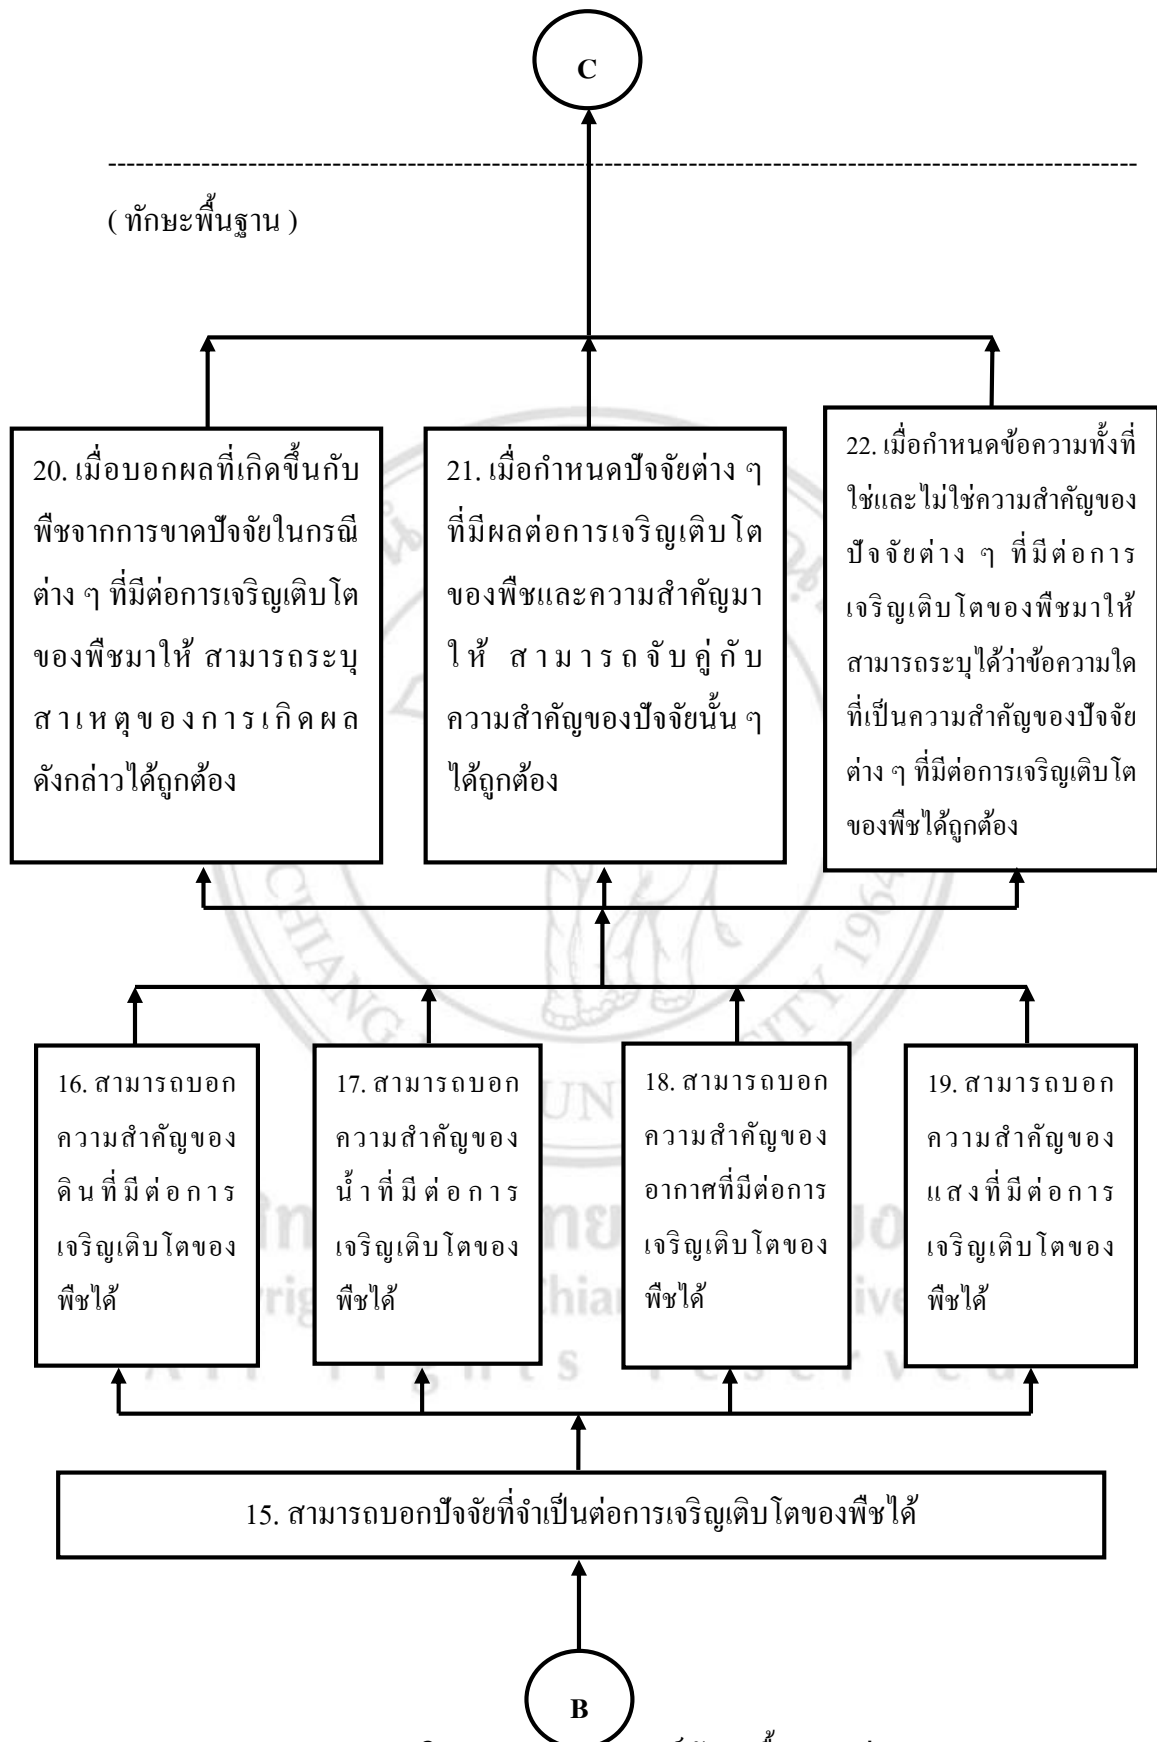 C
( ทักษะพื้นฐาน )
20. เมื่อบอกผลที่เกิดขึ้นกับ
พืชจากการขาดปัจจัยในกรณี
ต่าง ๆ ที่มีต่อการเจริญเติบโต
ของพืชมาให้ สามารถระบุ
สาเหตุของการเกิดผล
ดังกล่าวได้ถูกต้อง
21. เมื่อกำหนดปัจจัยต่าง ๆ
ที่มีผลต่อการเจริญเติบโต
ของพืชและความสำคัญมา
ให้ สามารถจับคู่กับ
ความสำคัญของปัจจัยนั้น ๆ
ได้ถูกต้อง
22. เมื่อกำหนดข้อความทั้งที่
ใช่และไม่ใช่ความสำคัญของ
ปัจจัยต่าง ๆ ที่มีต่อการ
เจริญเติบโตของพืชมาให้
สามารถระบุได้ว่าข้อความใด
ที่เป็นความสำคัญของปัจจัย
ต่าง ๆ ที่มีต่อการเจริญเติบโต
ของพืชได้ถูกต้อง
16. สามารถบอก
ความสำคัญของ
ดินที่มีต่อการ
เจริญเติบโตของ
พืชได้
17. สามารถบอก
ความสำคัญของ
น้ำที่มีต่อการ
เจริญเติบโตของ
พืชได้
18. สามารถบอก
ความสำคัญของ
อากาศที่มีต่อการ
เจริญเติบโตของ
พืชได้
19. สามารถบอก
ความสำคัญของ
แสงที่มีต่อการ
เจริญเติบโตของ
พืชได้
15. สามารถบอกปัจจัยที่จำเป็นต่อการเจริญเติบโตของพืชได้
B